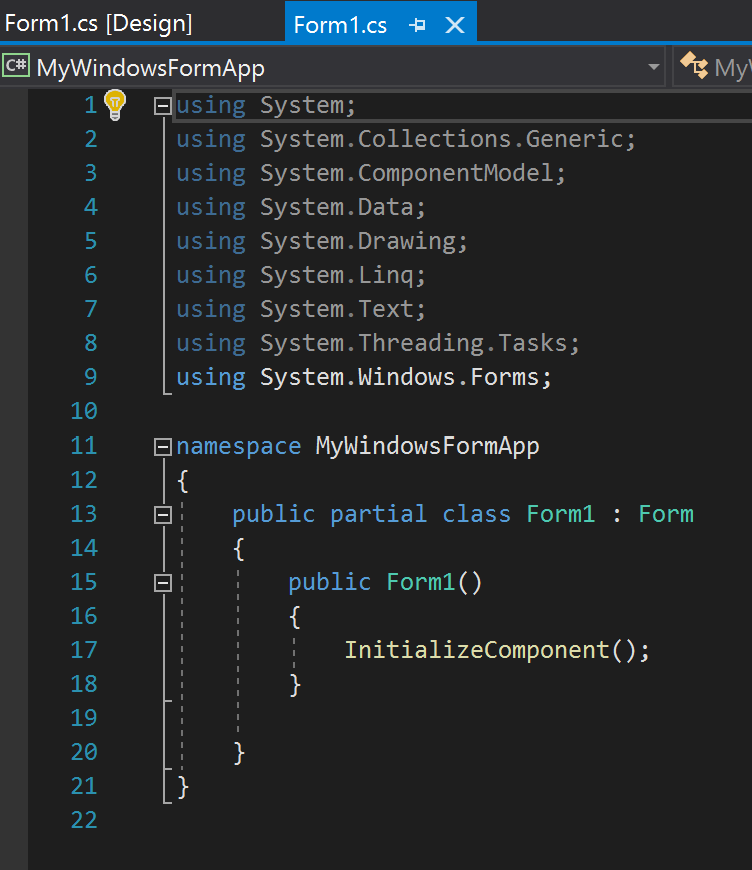 Form1.cs [Design]
Form1.cs
C# MyWindowsFormApp
1 using System;
2 using System.Collections.Generic;
3 using System.ComponentModel;
4 using System.Data;
5 using System.Drawing;
6 using System.Linq;
7 using System.Text;
8 using System.Threading.Tasks;
9 using System.Windows.Forms;
10
11 namespace MyWindowsFormApp
12 {
13 public partial class Form1 : Form
14 {
15 public Form1()
16 {
17 InitializeComponent();
18 }
19
20 }
21 }
22